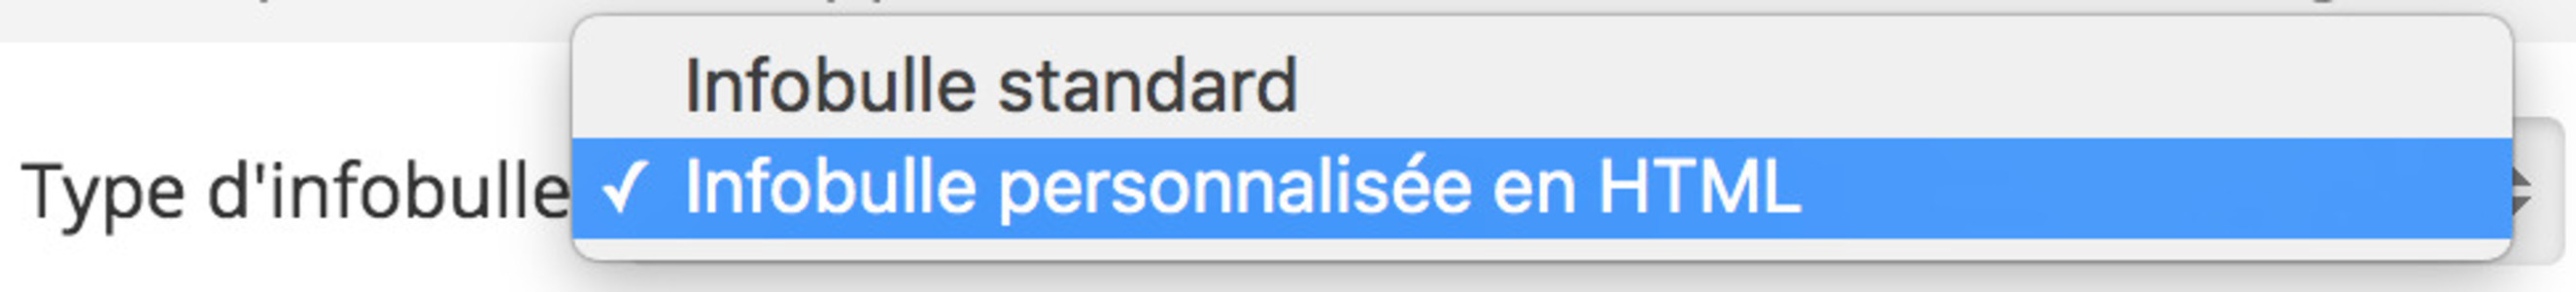 Infobulle standard
Type d'infobulle ✓ Infobulle personnalisée en HTML